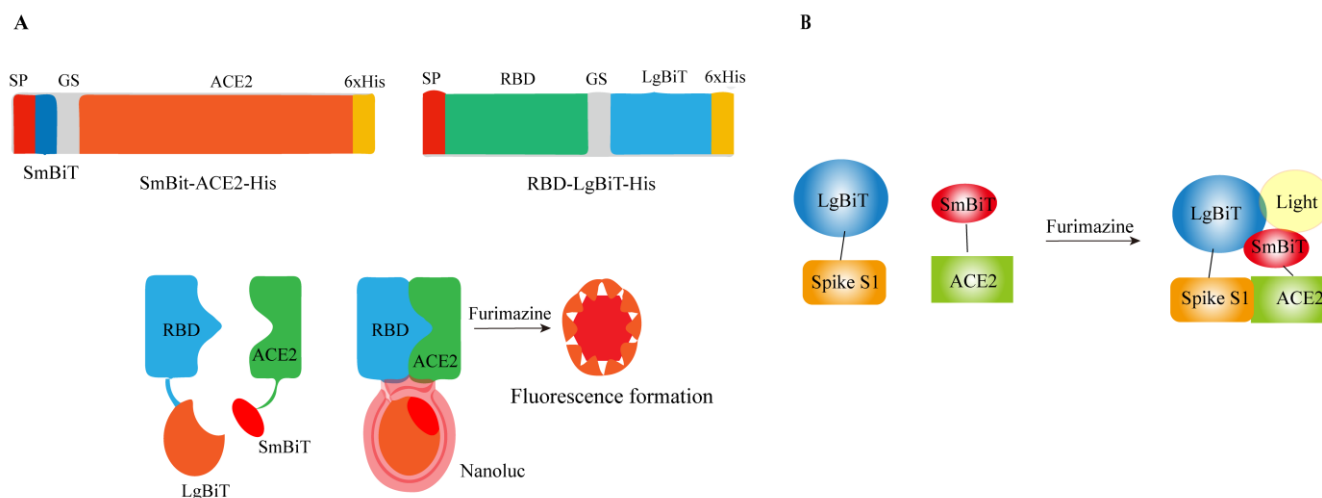 A
SP
GS
ACE2
6xHis
SmBiT
SmBit-ACE2-His
SP
RBD
GS
LgBiT
6xHis
RBD-LgBiT-His
RBD
ACE2
LgBiT
SmBiT
RBD
ACE2
Nanoluc
Furimazine
Fluorescence formation
B
LgBiT
Spike S1
SmBiT
ACE2
Furimazine
LgBiT
Light
SmBiT
Spike S1
ACE2